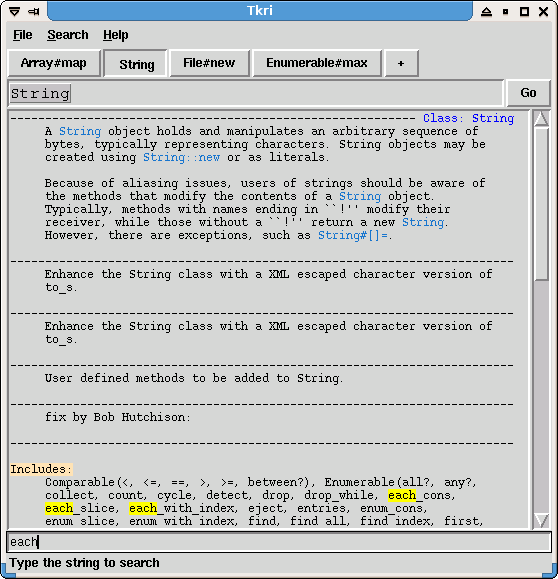 Tkri
File Search Help
Array#map String File#new Enumerable#max +
String Go
Class: String
A String object holds and manipulates an arbitrary sequence of
bytes, typically representing characters. String objects may be
created using String::new or as literals.
Because of aliasing issues, users of strings should be aware of
the methods that modify the contents of a String object.
Typically, methods with names ending in ``!'' modify their
receiver, while those without a ``!'' return a new String.
However, there are exceptions, such as String#[]=.
Enhance the String class with a XML escaped character version of
to_s.
Enhance the String class with a XML escaped character version of
to_s.
User defined methods to be added to String.
fix by Bob Hutchison:
Includes:
Comparable(<, <=, ==, >, >=, between?), Enumerable(all?, any?,
collect, count, cycle, detect, drop, drop_while, each_cons,
each_slice, each_with_index, eject, entries, enum_cons,
enum_slice, enum_with_index, find, find_all, find_index, first,
each
Type the string to search